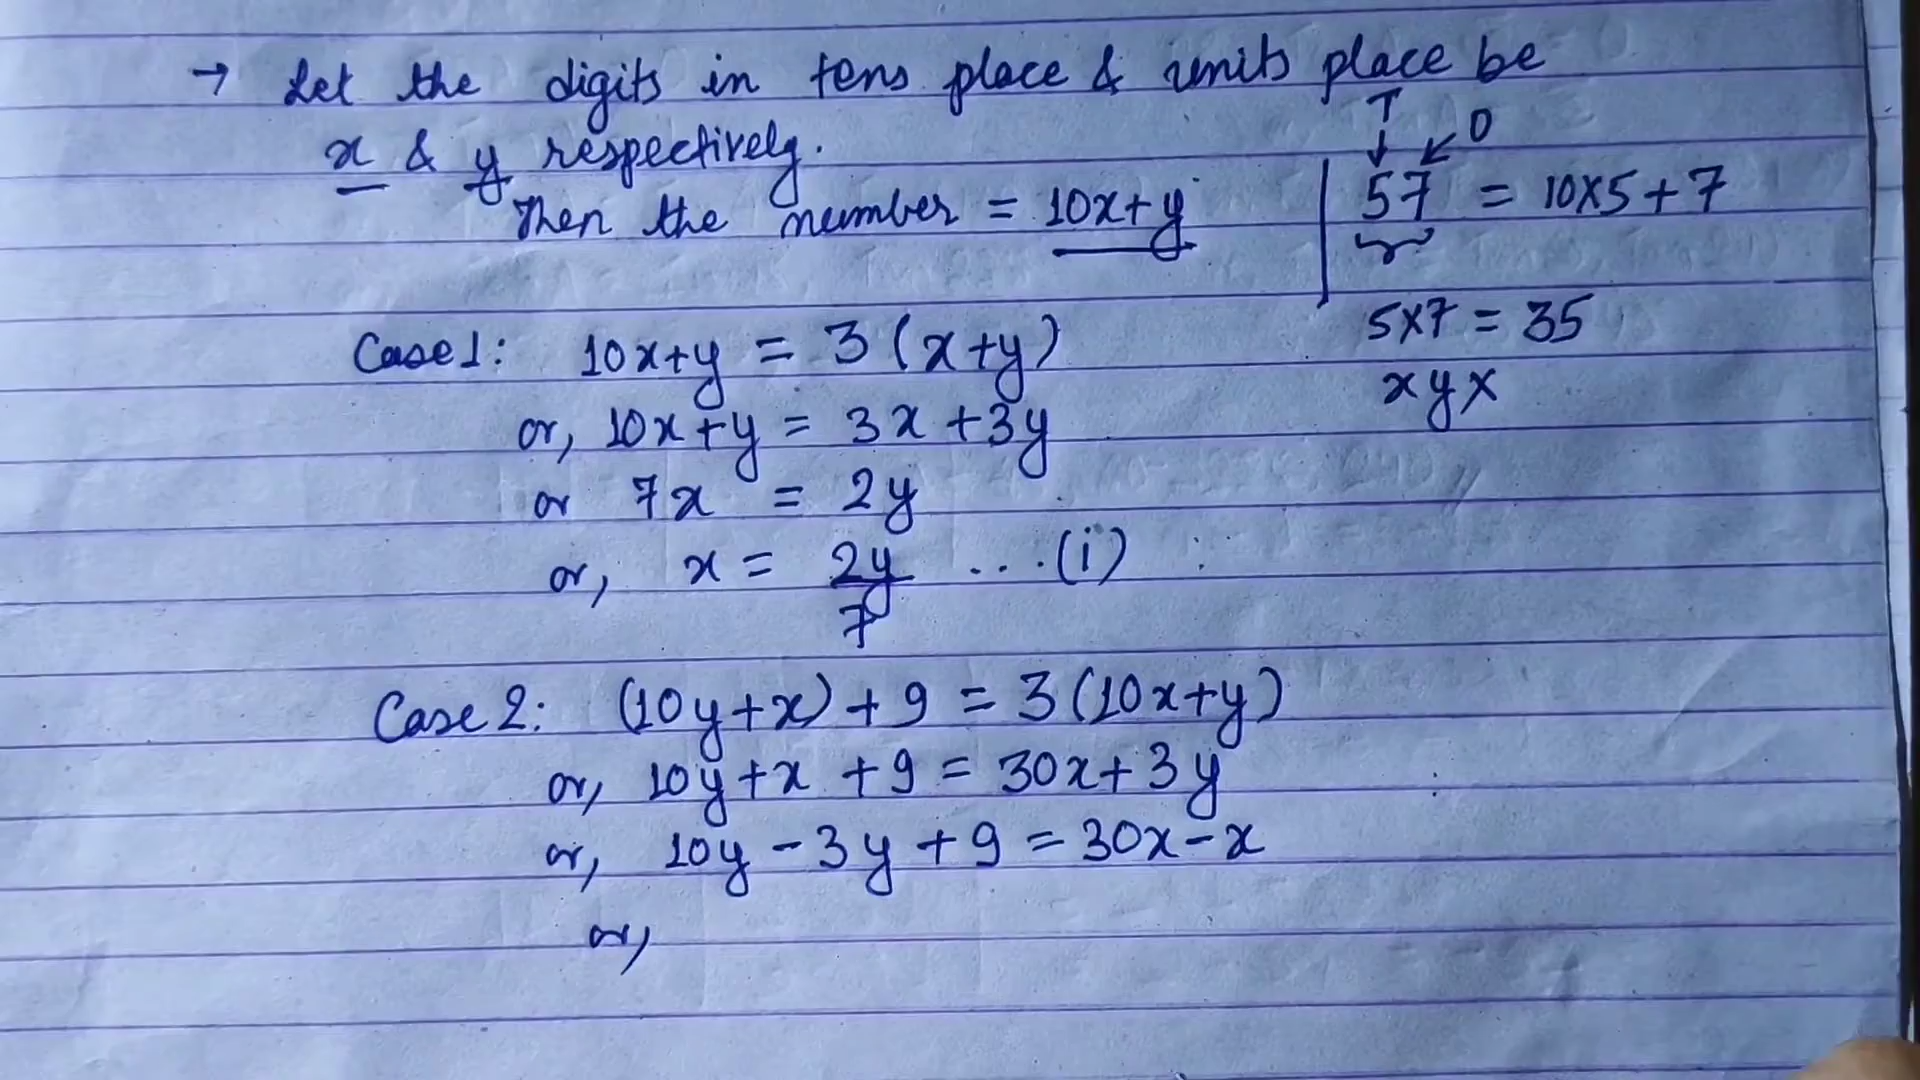 → Let the digits in tens place & units place be
x & y respectively.
Then the number = 10x+y
T
O
57 = 10×5+7
5×7 = 35
xy×
Case 1: 10x+y = 3(x+y)
or, 10x+y = 3x+3y
or 7x = 2y
or, x = 2y/7 ...(i)
Case 2: (10y+x)+9 = 3(10x+y)
or, 10y+x +9 = 30x+3y
or, 10y-3y+9 = 30x-x
or,